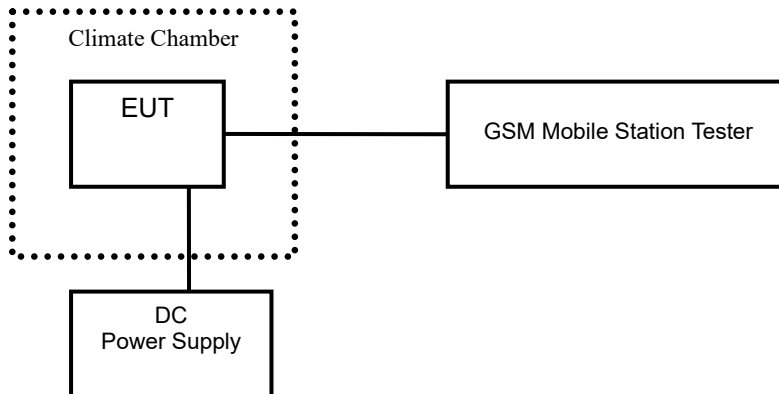 Climate Chamber
EUT
GSM Mobile Station Tester
DC
Power Supply